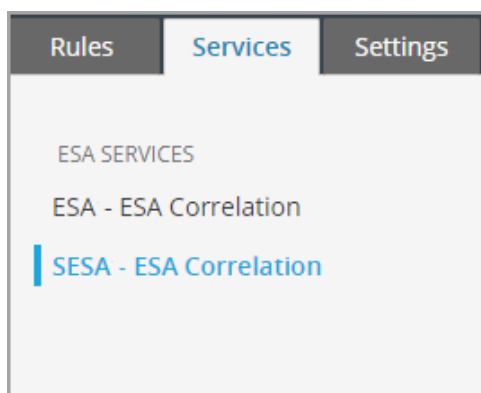 Rules Services Settings
ESA SERVICES
ESA - ESA Correlation
SESA - ESA Correlation